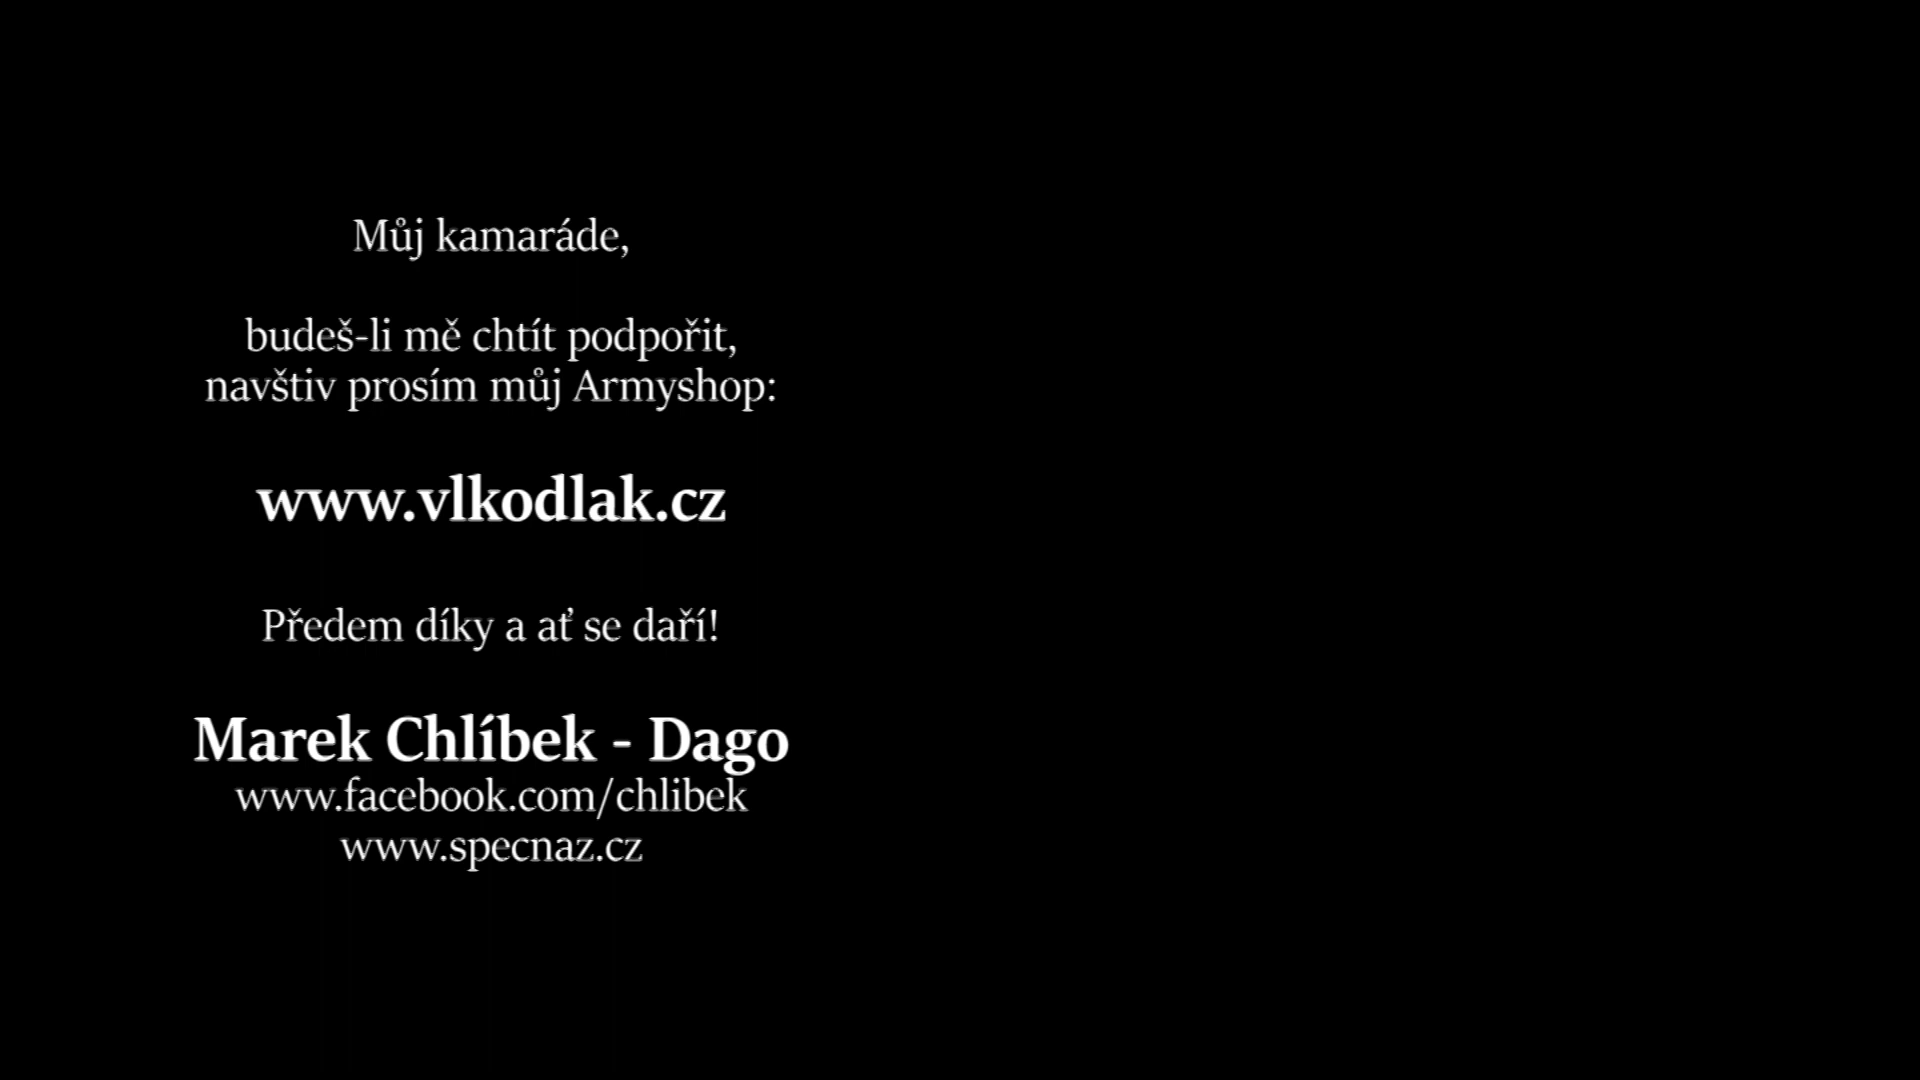 Můj kamaráde,
budeš-li mě chtít podpořit,
navštiv prosím můj Armyshop:
www.vlkodlak.cz
Předem díky a ať se daří!
Marek Chlíbek - Dago
www.facebook.com/chlibek
www.specnaz.cz